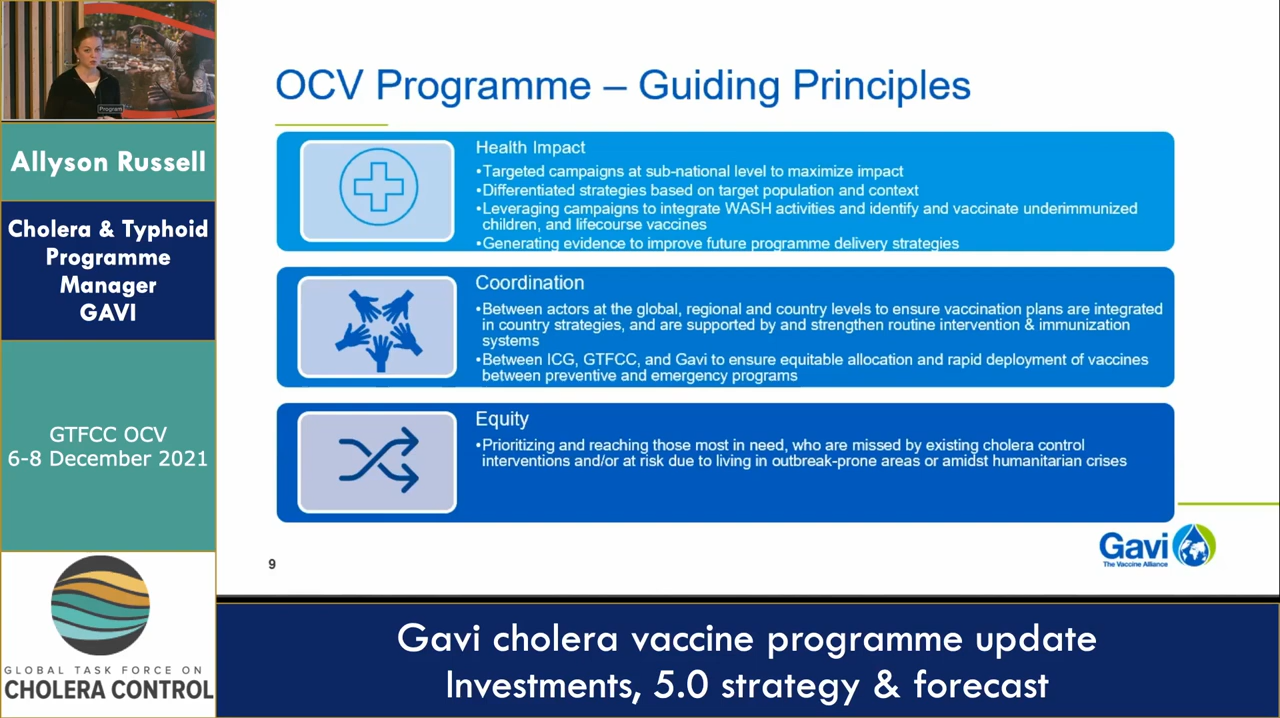 Program
Allyson Russell
Cholera & Typhoid
Programme
Manager
GAVI
GTFCC OCV
6-8 December 2021
GLOBAL TASK FORCE ON
CHOLERA CONTROL
OCV Programme – Guiding Principles
Health Impact
•Targeted campaigns at sub-national level to maximize impact
•Differentiated strategies based on target population and context
•Leveraging campaigns to integrate WASH activities and identify and vaccinate underimmunized
children, and lifecourse vaccines
•Generating evidence to improve future programme delivery strategies
Coordination
•Between actors at the global, regional and country levels to ensure vaccination plans are integrated
in country strategies, and are supported by and strengthen routine intervention & immunization
systems
•Between ICG, GTFCC, and Gavi to ensure equitable allocation and rapid deployment of vaccines
between preventive and emergency programs
Equity
•Prioritizing and reaching those most in need, who are missed by existing cholera control
interventions and/or at risk due to living in outbreak-prone areas or amidst humanitarian crises
9
Gavi
The Vaccine Alliance
Gavi cholera vaccine programme update
Investments, 5.0 strategy & forecast